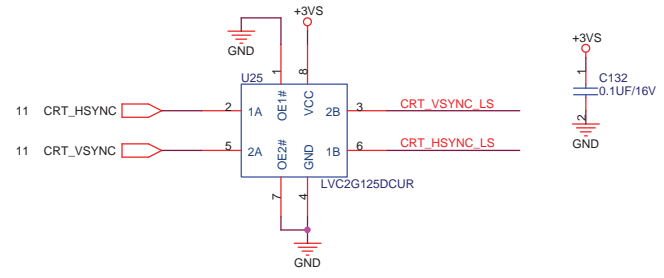 +3VS
GND
+3VS
1
8
U25
OE1#
VCC
C132
0.1UF/16V
1
2
GND
11 CRT_HSYNC
2
1A
2B
3
CRT_VSYNC_LS
11 CRT_VSYNC
5
2A
1B
6
CRT_HSYNC_LS
OE2#
GND
LVC2G125DCUR
7
4
GND